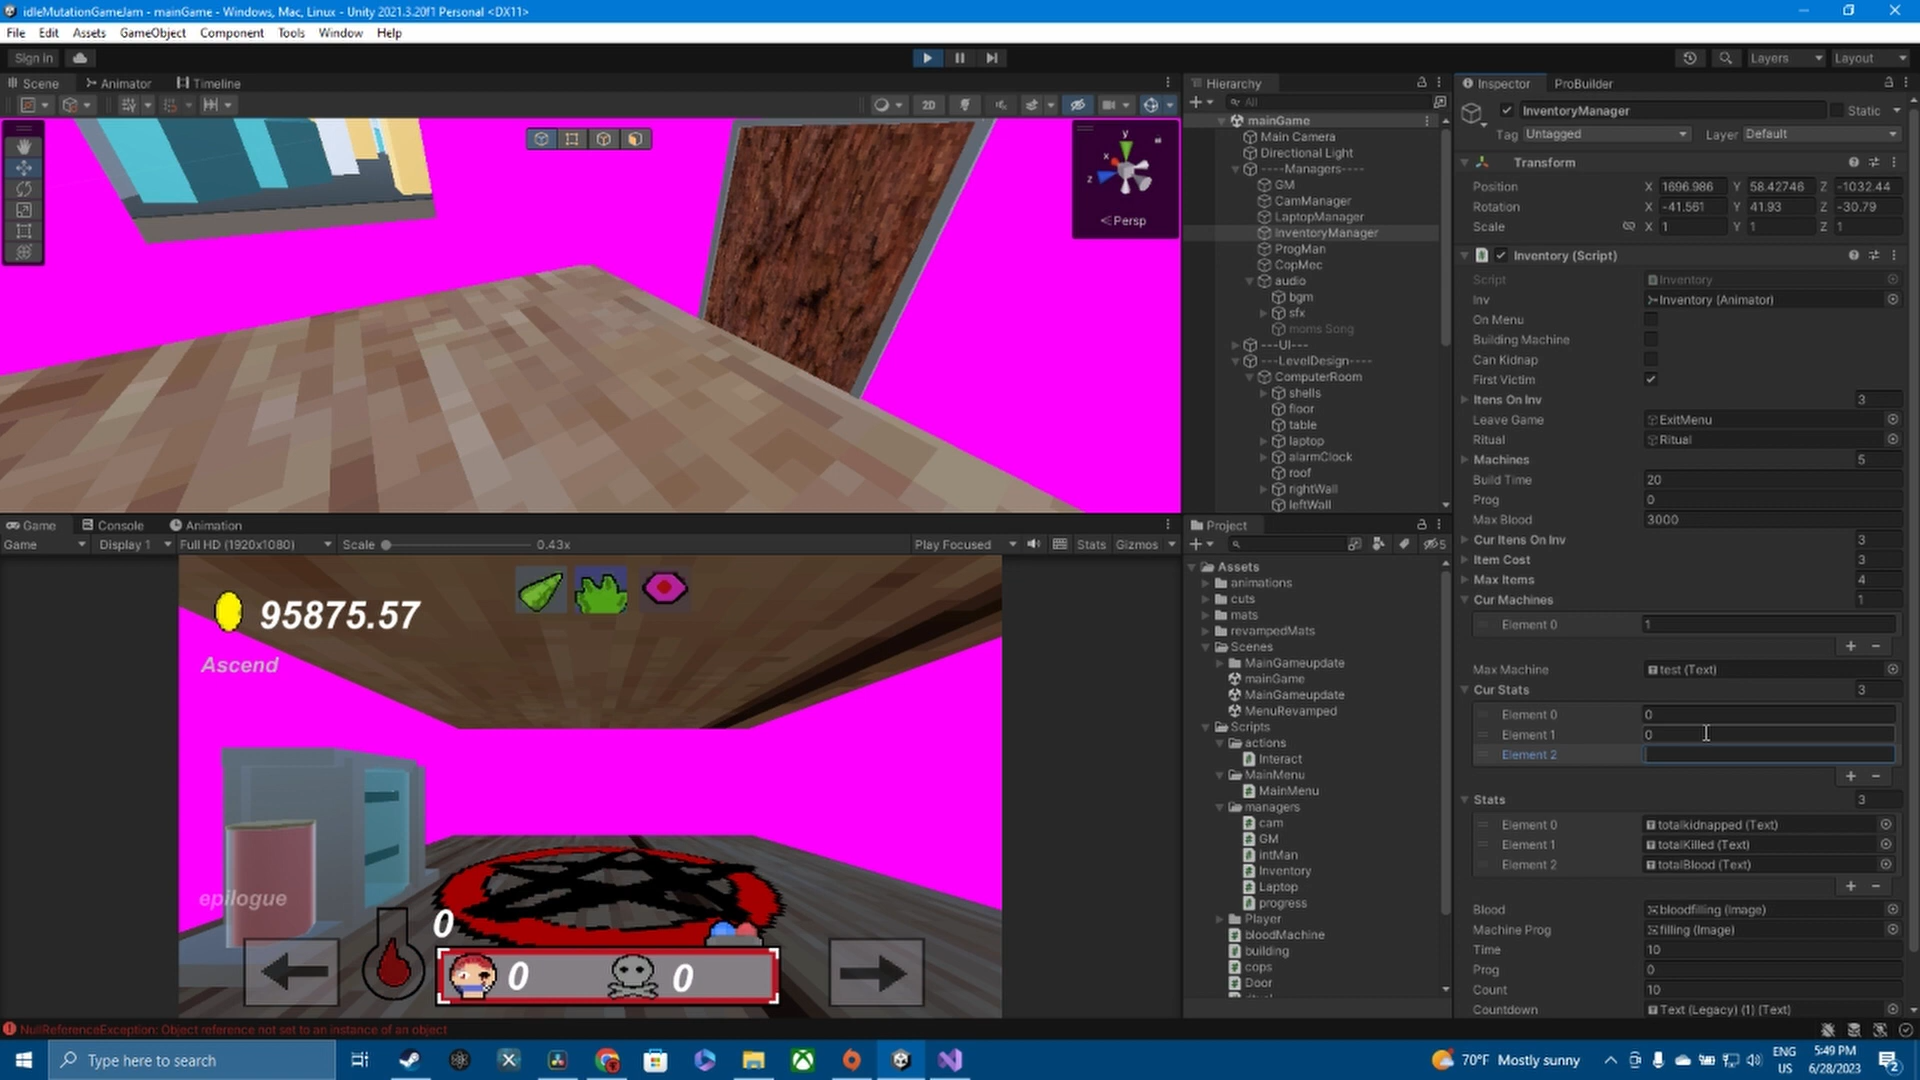 idleMutationGameJam - mainGame - Windows, Mac, Linux - Unity 2021.3.20f1 Personal <DX11>
File Edit Assets GameObject Component Tools Window Help
Sign in
Layers Layout
Scene Animator Timeline
2D
y
x
z
Persp
Game Console Animation
Game Display 1 Full HD (1920x1080) Scale 0.43x Play Focused Stats Gizmos
95875.57
Ascend
epilogue
0
0 0
Hierarchy
All
mainGame
Main Camera
Directional Light
----Managers----
GM
CamManager
LaptopManager
InventoryManager
ProgMan
CopMec
audio
bgm
sfx
moms Song
---UI---
---LevelDesign----
ComputerRoom
shells
floor
table
laptop
alarmClock
roof
rightWall
leftWall
Project
5
Assets
animations
cuts
mats
revampedMats
Scenes
MainGameupdate
mainGame
MainGameupdate
MenuRevamped
Scripts
actions
Interact
MainMenu
MainMenu
managers
cam
GM
intMan
Inventory
Laptop
progress
Player
bloodMachine
building
cops
Door
Inspector ProBuilder
InventoryManager Static
Tag Untagged Layer Default
Transform
Position X 1696.986 Y 58.42746 Z -1032.44
Rotation X -41.561 Y 41.93 Z -30.79
Scale X 1 Y 1 Z 1
Inventory (Script)
Script Inventory
Inv Inventory (Animator)
On Menu
Building Machine
Can Kidnap
First Victim
Itens On Inv 3
Leave Game ExitMenu
Ritual Ritual
Machines 5
Build Time 20
Prog 0
Max Blood 3000
Cur Itens On Inv 3
Item Cost 3
Max Items 4
Cur Machines 1
Element 0 1
Max Machine test (Text)
Cur Stats 3
Element 0 0
Element 1 0
Element 2
Stats 3
Element 0 totalkidnapped (Text)
Element 1 totalKilled (Text)
Element 2 totalBlood (Text)
Blood bloodfilling (Image)
Machine Prog filling (Image)
Time 10
Prog 0
Count 10
Countdown Text (Legacy) (1) (Text)
NullReferenceException: Object reference not set to an instance of an object
Type here to search
70°F Mostly sunny
ENG
US
5:49 PM
6/28/2023
2